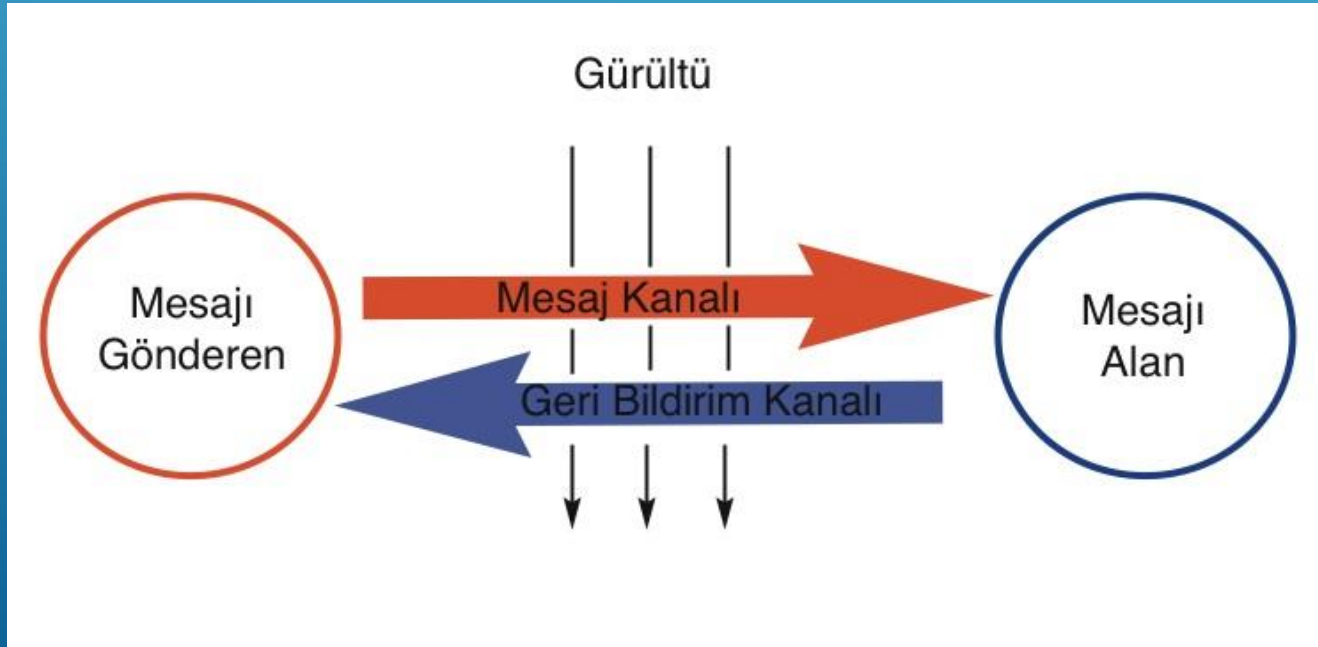 Gürültü
Mesajı
Gönderen
Mesaj Kanalı
Geri Bildirim Kanalı
Mesajı
Alan